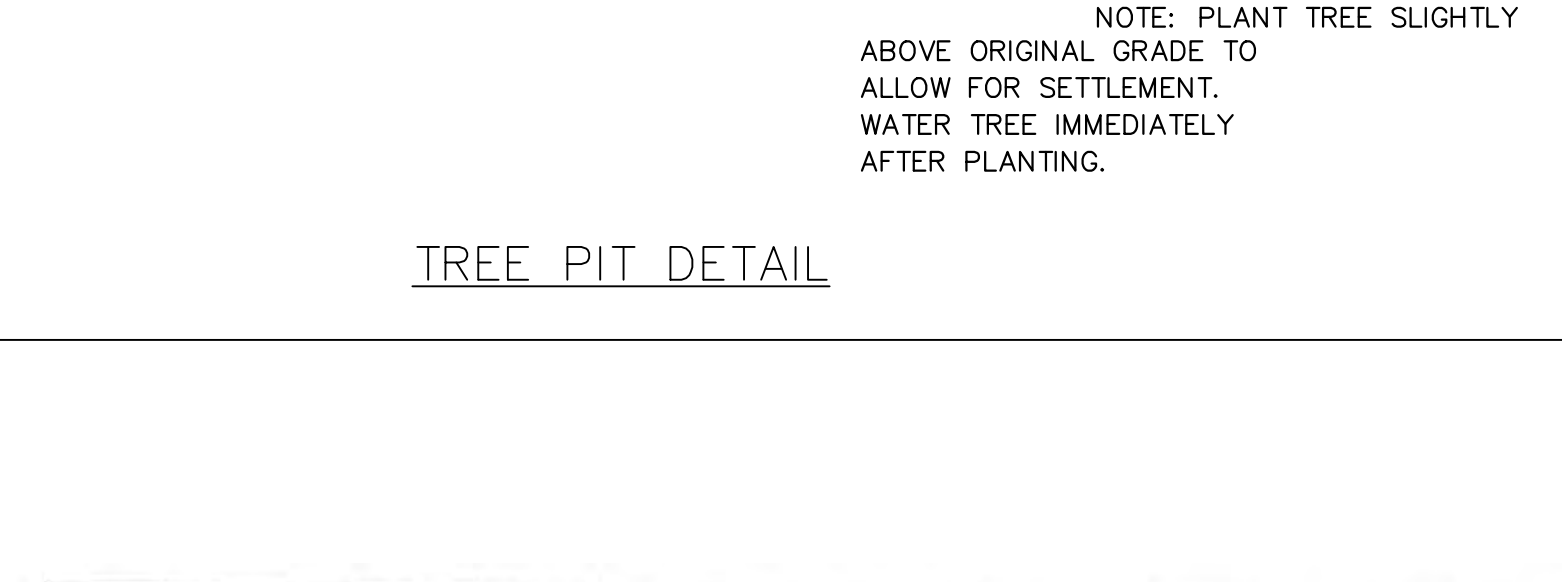 NOTE: PLANT TREE SLIGHTLY
ABOVE ORIGINAL GRADE TO
ALLOW FOR SETTLEMENT.
WATER TREE IMMEDIATELY
AFTER PLANTING.
TREE PIT DETAIL